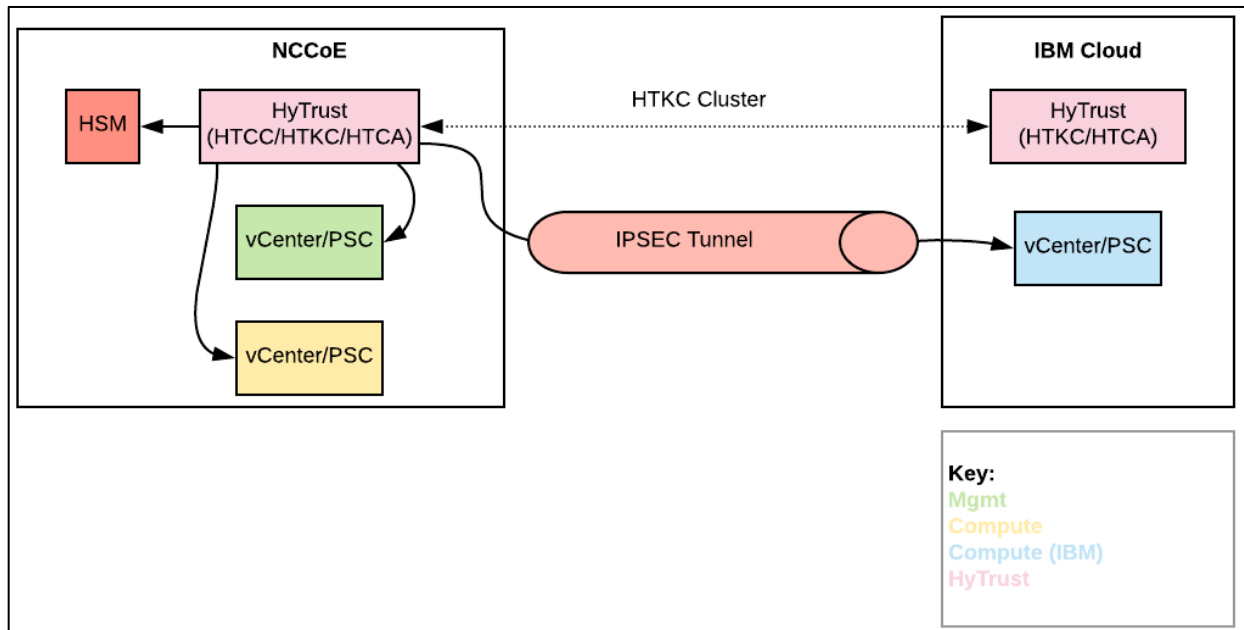 NCCoE
HSM
HyTrust
(HTCC/HTKC/HTCA)
vCenter/PSC
vCenter/PSC
HTKC Cluster
IPSEC Tunnel
IBM Cloud
HyTrust
(HTKC/HTCA)
vCenter/PSC
Key:
Mgmt
Compute
Compute (IBM)
HyTrust